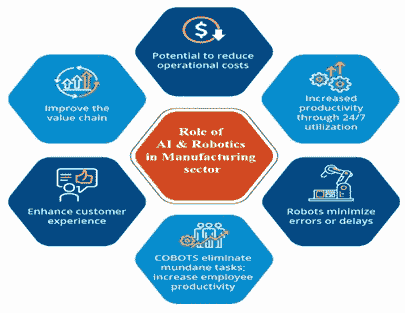 $
Potential to reduce
operational costs
Improve the
value chain
Increased
productivity
through 24/7
utilization
Role of
AI & Robotics
in Manufacturing
sector
Enhance customer
experience
Robots minimize
errors or delays
COBOTS eliminate
mundane tasks;
increase employee
productivity